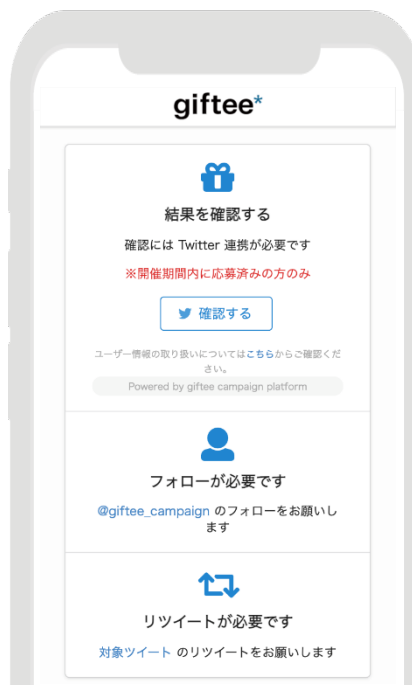 giftee*
結果を確認する
確認には Twitter 連携が必要です
※開催期間内に応募済みの方のみ
確認する
ユーザー情報の取り扱いについてはこちらからご確認くだ
さい。
Powered by giftee campaign platform
フォローが必要です
@giftee_campaign のフォローをお願いし
ます
リツイートが必要です
対象ツイート のリツイートをお願いします